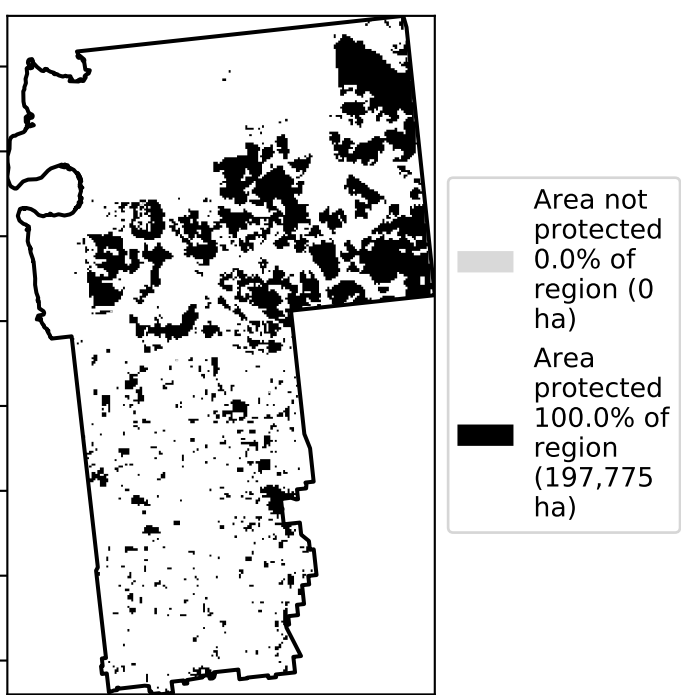 Area not
protected
0.0% of
region (0
ha)
Area
protected
100.0% of
region
(197,775
ha)